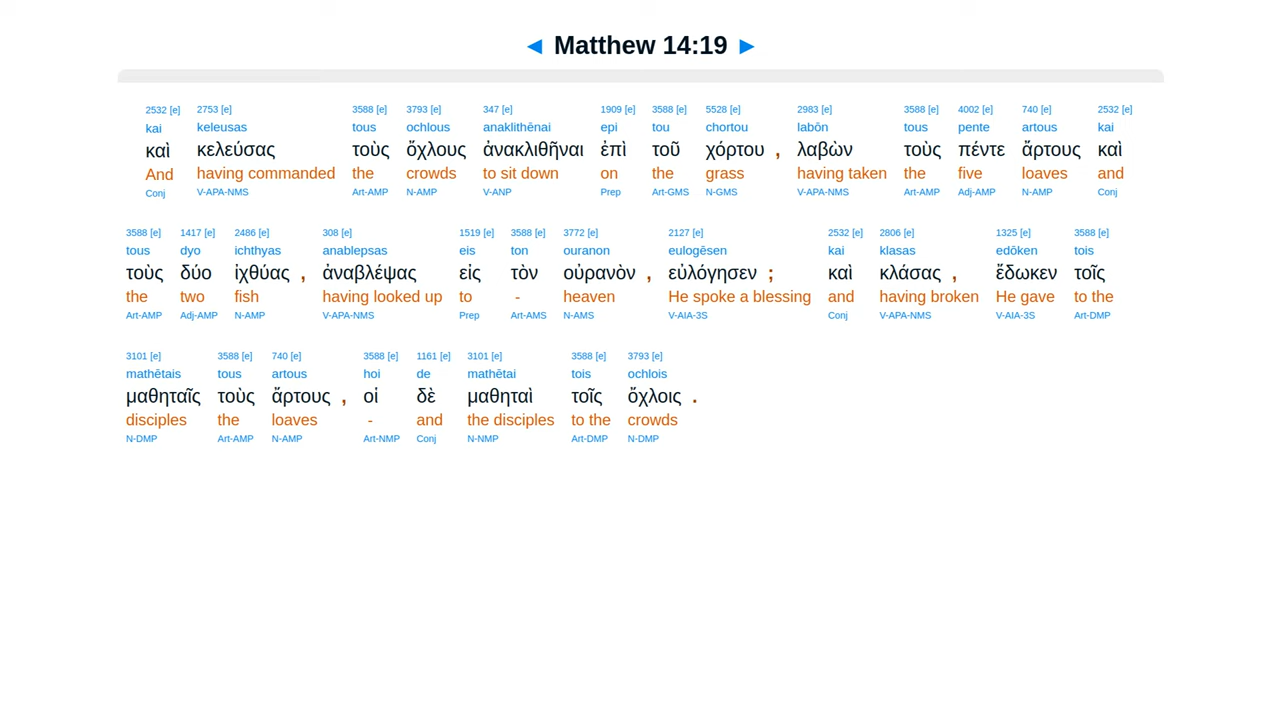 ◄ Matthew 14:19 ►
2532 [e] 2753 [e] 3588 [e] 3793 [e] 347 [e] 1909 [e] 3588 [e] 5528 [e] 2983 [e] 3588 [e] 4002 [e] 740 [e] 2532 [e]
kai keleusas tous ochlous anaklithēnai epi tou chortou labōn tous pente artous kai
καὶ κελεύσας τοὺς ὄχλους ἀνακλιθῆναι ἐπὶ τοῦ χόρτου , λαβὼν τοὺς πέντε ἄρτους καὶ
And having commanded the crowds to sit down on the grass having taken the five loaves and
Conj V-APA-NMS Art-AMP N-AMP V-ANP Prep Art-GMS N-GMS V-APA-NMS Art-AMP Adj-AMP N-AMP Conj
3588 [e] 1417 [e] 2486 [e] 308 [e] 1519 [e] 3588 [e] 3772 [e] 2127 [e] 2532 [e] 2806 [e] 1325 [e] 3588 [e]
tous dyo ichthyas anablepsas eis ton ouranon eulogēsen kai klasas edōken tois
τοὺς δύο ἰχθύας , ἀναβλέψας εἰς τὸν οὐρανὸν , εὐλόγησεν ; καὶ κλάσας , ἔδωκεν τοῖς
the two fish having looked up to - heaven He spoke a blessing and having broken He gave to the
Art-AMP Adj-AMP N-AMP V-APA-NMS Prep Art-AMS N-AMS V-AIA-3S Conj V-APA-NMS V-AIA-3S Art-DMP
3101 [e] 3588 [e] 740 [e] 3588 [e] 1161 [e] 3101 [e] 3588 [e] 3793 [e]
mathētais tous artous hoi de mathētai tois ochlois
μαθηταῖς τοὺς ἄρτους , οἱ δὲ μαθηταὶ τοῖς ὄχλοις .
disciples the loaves - and the disciples to the crowds
N-DMP Art-AMP N-AMP Art-NMP Conj N-NMP Art-DMP N-DMP